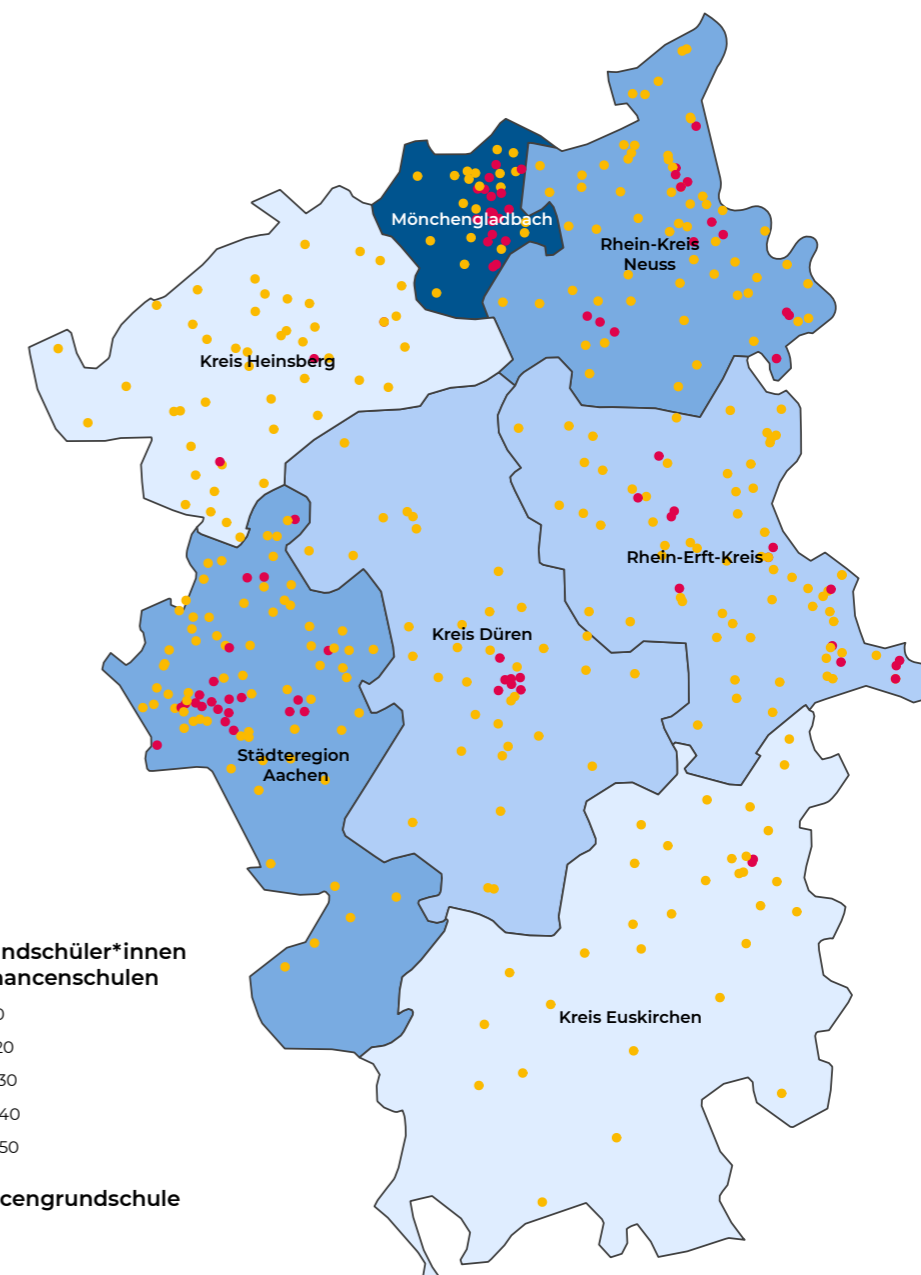 Mönchengladbach
Rhein-Kreis
Neuss
Kreis Heinsberg
Rhein-Erft-Kreis
Kreis Düren
Städteregion
Aachen
Kreis Euskirchen
ndschüler*innen
ancenschulen
0
20
30
40
50
cengrundschule